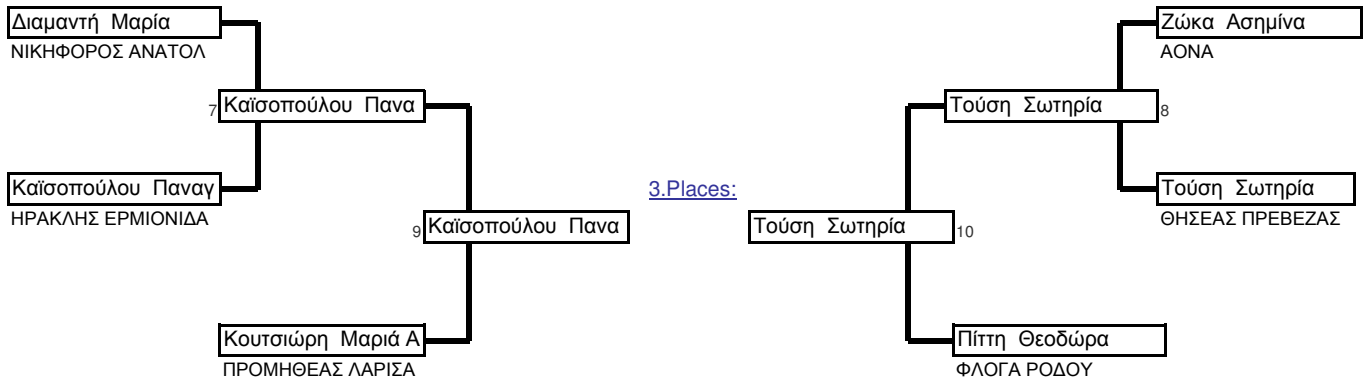 Διαμαντή Μαρία
ΝΙΚΗΦΟΡΟΣ ΑΝΑΤΟΛ
7 Καϊσοπούλου Πανα
Καϊσοπούλου Παναγ
ΗΡΑΚΛΗΣ ΕΡΜΙΟΝΙΔΑ
9 Καϊσοπούλου Πανα
Κουτσιώρη Μαριά Α
ΠΡΟΜΗΘΕΑΣ ΛΑΡΙΣΑ
3.Places:
Ζώκα Ασημίνα
ΑΟΝΑ
Τούση Σωτηρία 8
Τούση Σωτηρία
ΘΗΣΕΑΣ ΠΡΕΒΕΖΑΣ
Τούση Σωτηρία 10
Πίττη Θεοδώρα
ΦΛΟΓΑ ΡΟΔΟΥ